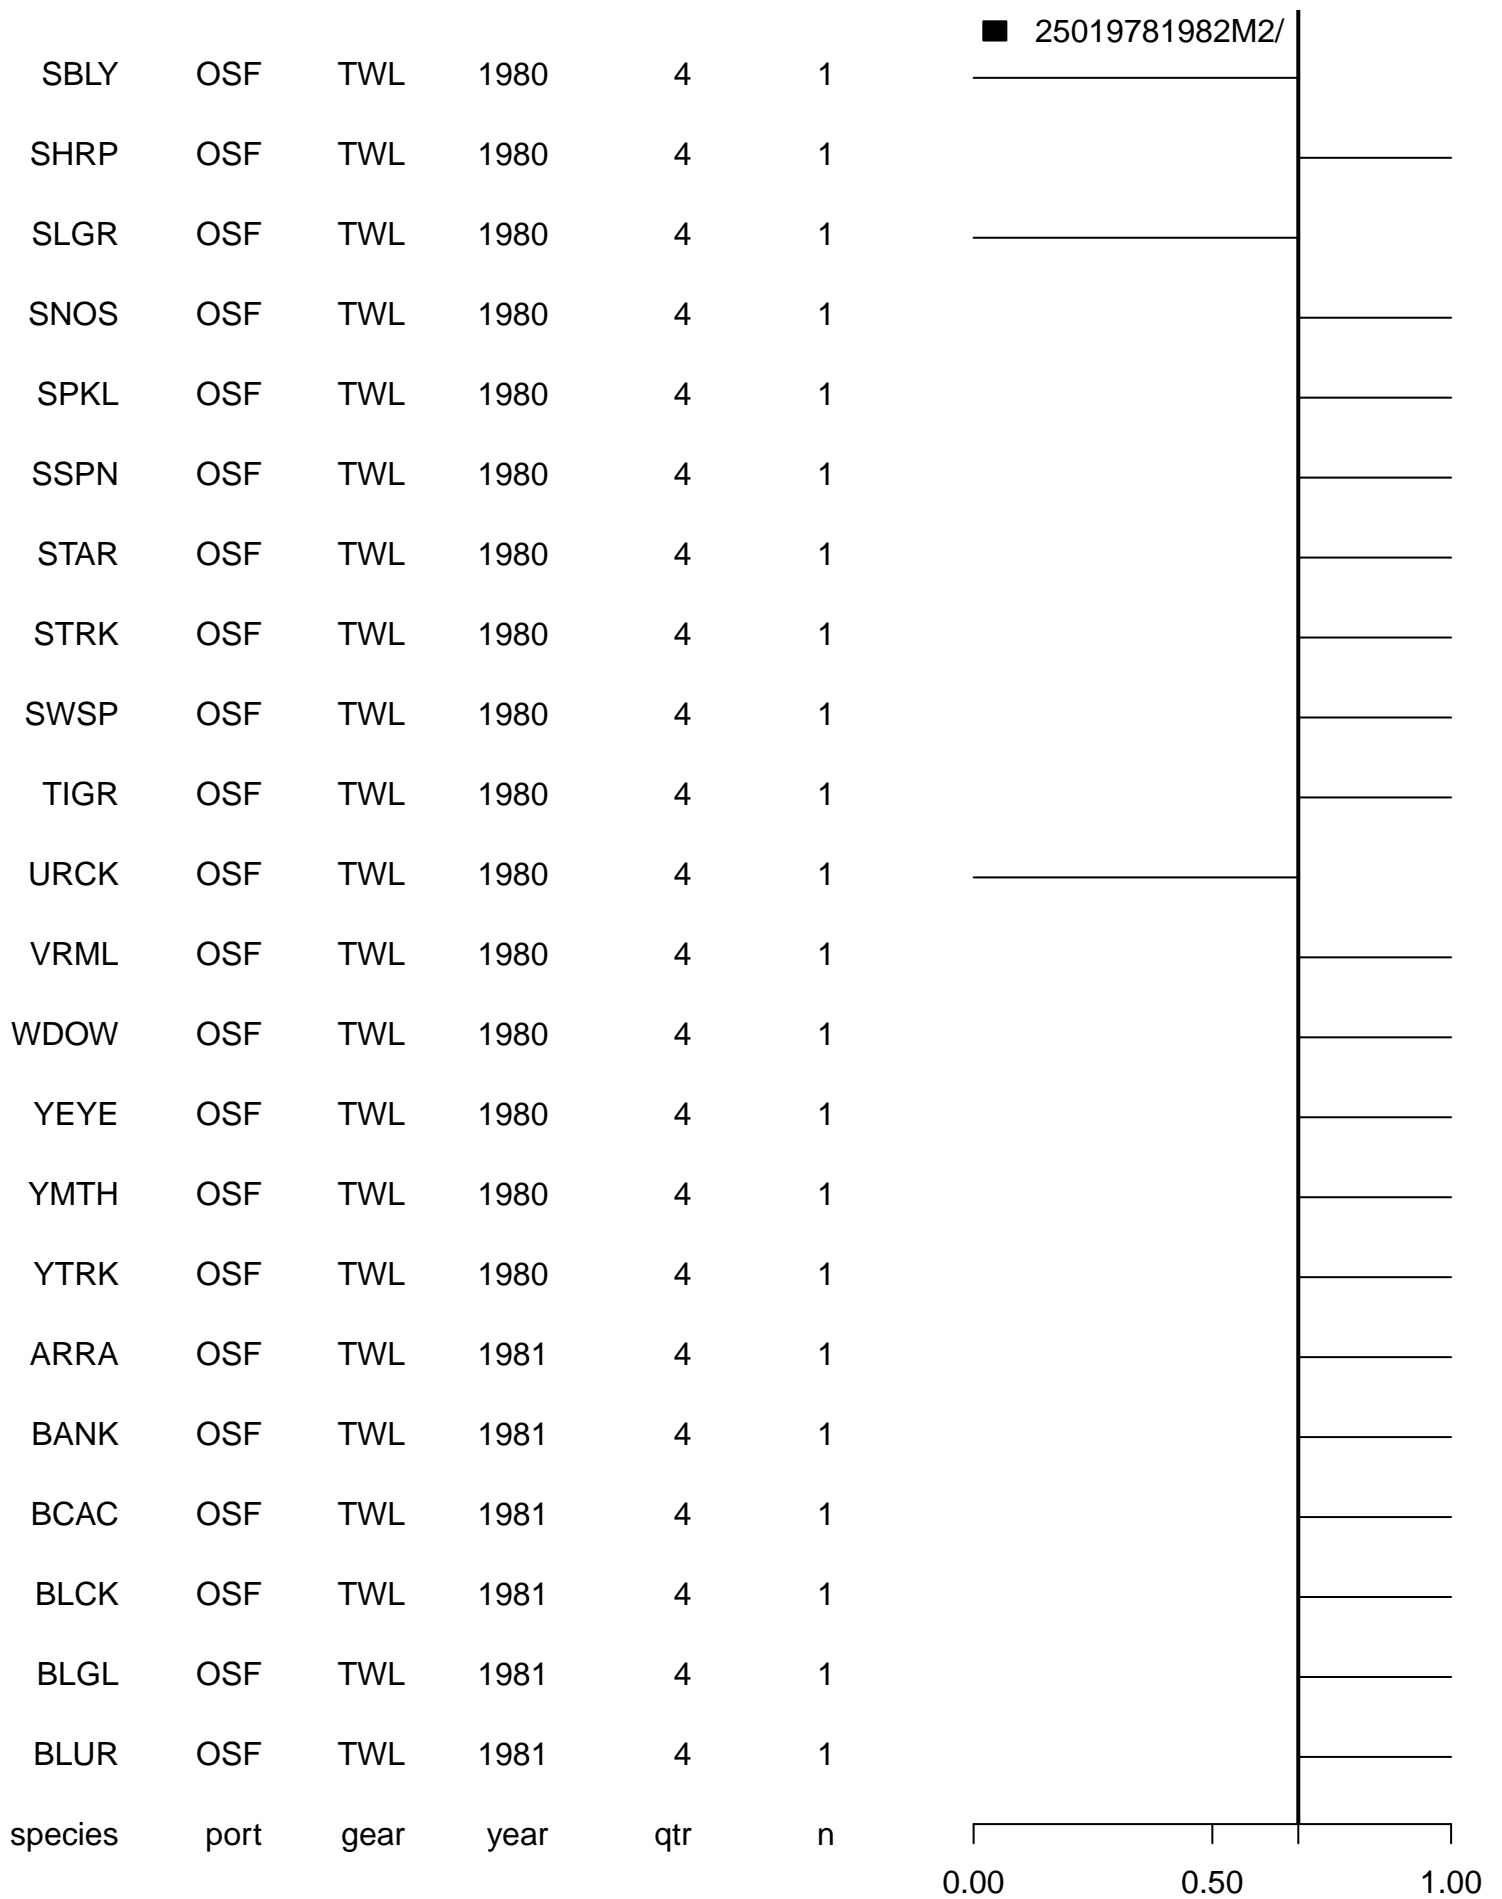 25019781982M2/
SBLY OSF TWL 1980 4 1
SHRP OSF TWL 1980 4 1
SLGR OSF TWL 1980 4 1
SNOS OSF TWL 1980 4 1
SPKL OSF TWL 1980 4 1
SSPN OSF TWL 1980 4 1
STAR OSF TWL 1980 4 1
STRK OSF TWL 1980 4 1
SWSP OSF TWL 1980 4 1
TIGR OSF TWL 1980 4 1
URCK OSF TWL 1980 4 1
VRML OSF TWL 1980 4 1
WDOW OSF TWL 1980 4 1
YEYE OSF TWL 1980 4 1
YMTH OSF TWL 1980 4 1
YTRK OSF TWL 1980 4 1
ARRA OSF TWL 1981 4 1
BANK OSF TWL 1981 4 1
BCAC OSF TWL 1981 4 1
BLCK OSF TWL 1981 4 1
BLGL OSF TWL 1981 4 1
BLUR OSF TWL 1981 4 1
species port gear year qtr n
0.00 0.50 1.00